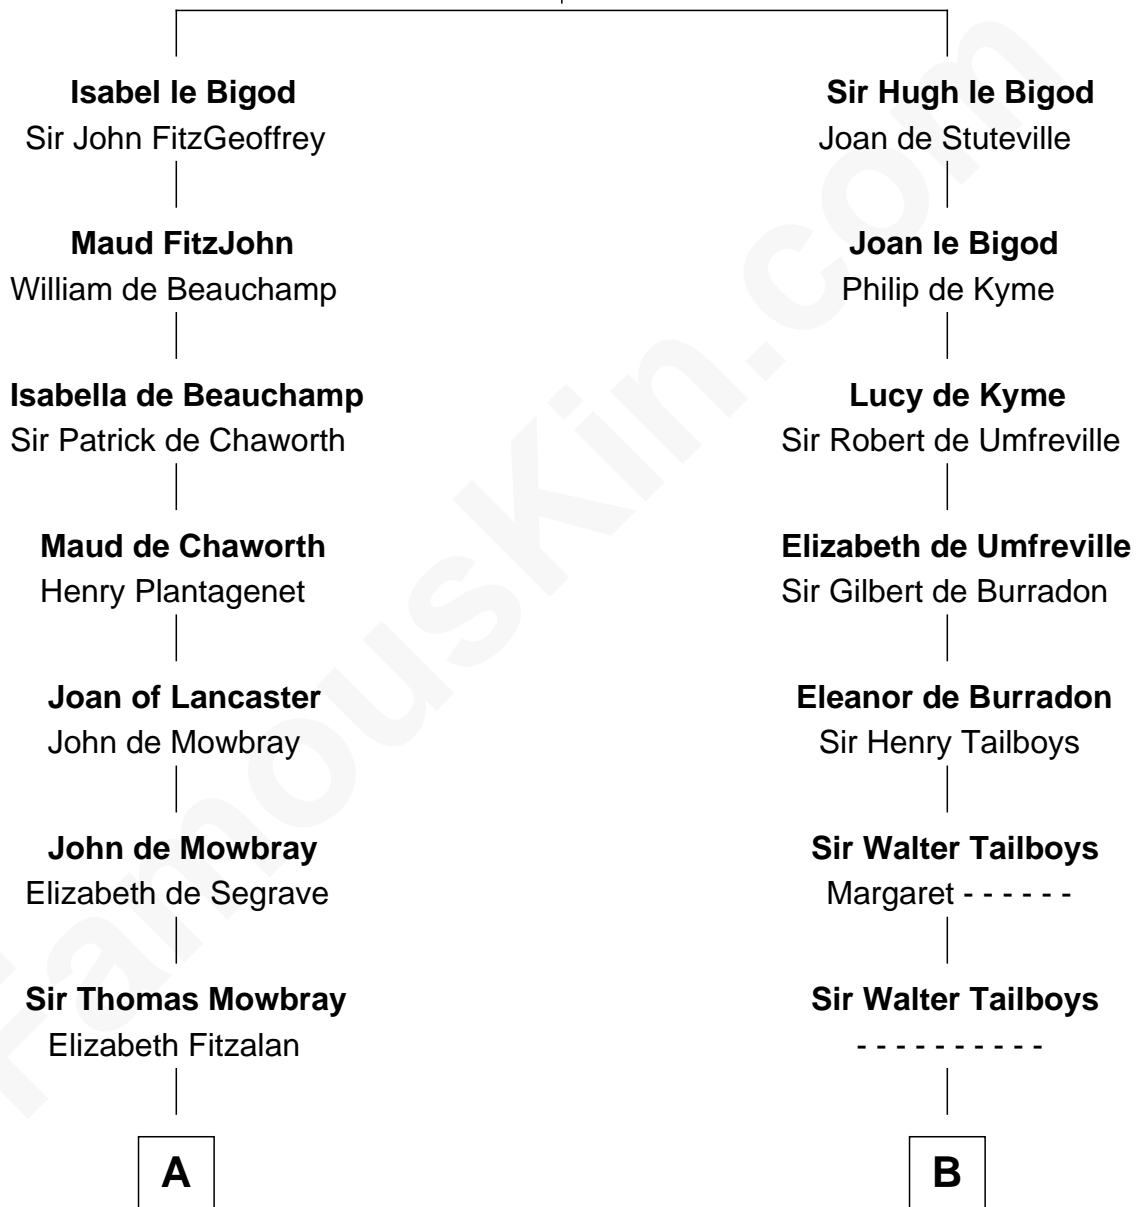 Isabel le Bigod
Sir John FitzGeoffrey
Maud FitzJohn
William de Beauchamp
Isabella de Beauchamp
Sir Patrick de Chaworth
Maud de Chaworth
Henry Plantagenet
Joan of Lancaster
John de Mowbray
John de Mowbray
Elizabeth de Segrave
Sir Thomas Mowbray
Elizabeth Fitzalan
A
Sir Hugh le Bigod
Joan de Stuteville
Joan le Bigod
Philip de Kyme
Lucy de Kyme
Sir Robert de Umfreville
Elizabeth de Umfreville
Sir Gilbert de Burradon
Eleanor de Burradon
Sir Henry Tailboys
Sir Walter Tailboys
Margaret - - - - - -
Sir Walter Tailboys
- - - - - - - - - -
B
FamousKin.com